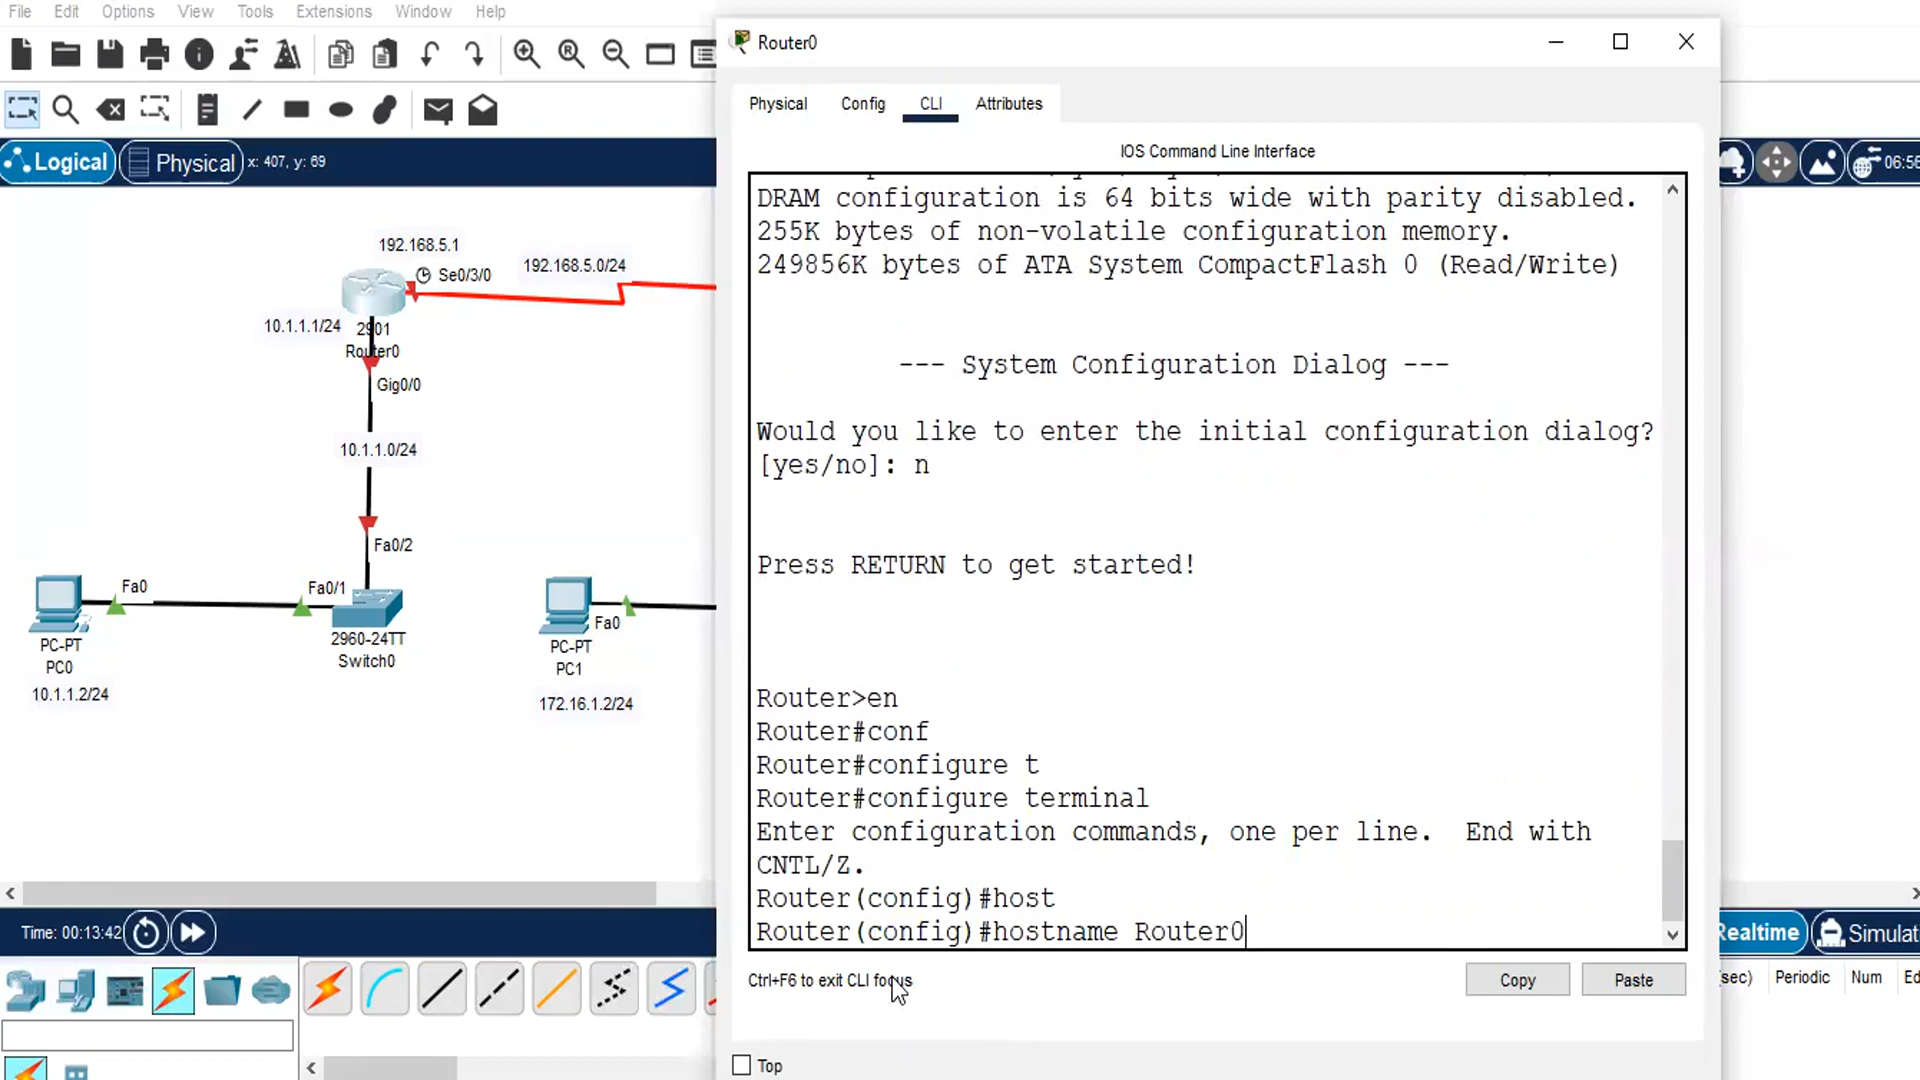 File Edit Options View Tools Extensions Window Help
Router0
Physical Config CLI Attributes
IOS Command Line Interface
Logical Physical x: 407, y: 69
06:56
DRAM configuration is 64 bits wide with parity disabled.
255K bytes of non-volatile configuration memory.
249856K bytes of ATA System CompactFlash 0 (Read/Write)
--- System Configuration Dialog ---
Would you like to enter the initial configuration dialog?
[yes/no]: n
Press RETURN to get started!
Router>en
Router#conf
Router#configure t
Router#configure terminal
Enter configuration commands, one per line. End with
CNTL/Z.
Router(config)#host
Router(config)#hostname Router0
Ctrl+F6 to exit CLI focus
Copy Paste
Top
192.168.5.1
Se0/3/0
192.168.5.0/24
10.1.1.1/24
2901
Router0
Gig0/0
10.1.1.0/24
Fa0/2
Fa0 Fa0/1
PC-PT
PC0
10.1.1.2/24
2960-24TT
Switch0
Fa0
PC-PT
PC1
172.16.1.2/24
Time: 00:13:42
Realtime
(sec) Periodic Num